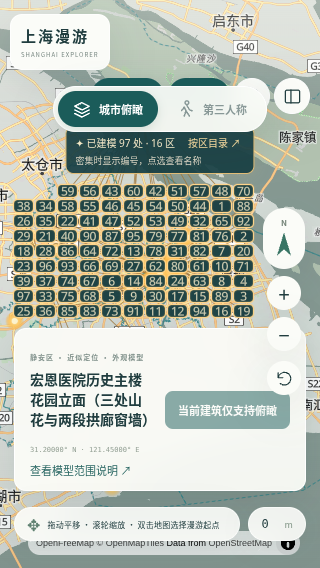 启东市
上海漫游
SHANGHAI EXPLORER
兴隆沙
G40
城市俯瞰
第三人称
✦ 已建模 97 处 · 16 区 按区目录 ↗
密集时显示编号，点选查看名称
陈家镇
太仓市
59 56 43 60 42 51 57 48 70
38 34 58 55 46 45 54 50 44 1 88
26 35 22 41 47 52 53 49 32 65 92
29 21 40 90 87 95 79 77 81 76 2
18 28 86 64 72 13 78 31 82 7 20
23 96 93 66 69 27 62 80 61 10 71
39 37 74 67 6 14 84 24 63 8 4
97 33 75 68 5 9 30 17 15 89 3
25 36 85 83 73 91 11 12 94 16 19
N
S2
静安区 · 近似定位 · 外观模型
宏恩医院历史主楼
花园立面（三处山
花与两段拱廊窗墙）
当前建筑仅支持俯瞰
31.20000° N · 121.45000° E
查看模型范围说明 ↗
拖动平移 · 滚轮缩放 · 双击地图选择漫游起点
0 m
OpenFreeMap © OpenMapTiles Data from OpenStreetMap